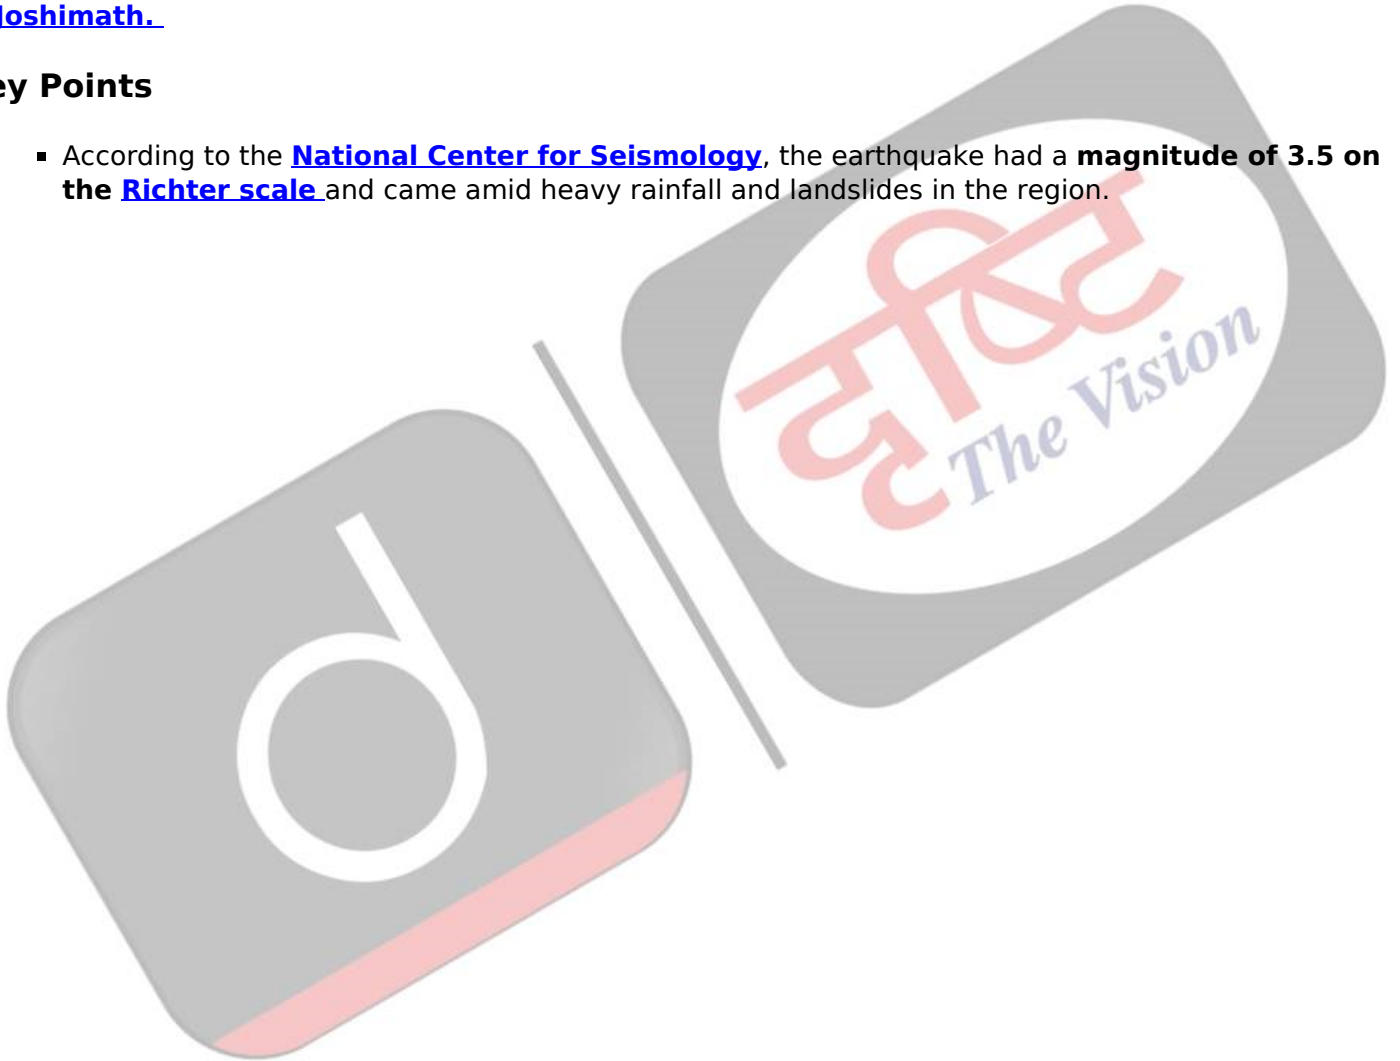 Joshimath.
ey Points
▪ According to the National Center for Seismology, the earthquake had a magnitude of 3.5 on
the Richter scale and came amid heavy rainfall and landslides in the region.
दृष्टि
The Vision
d